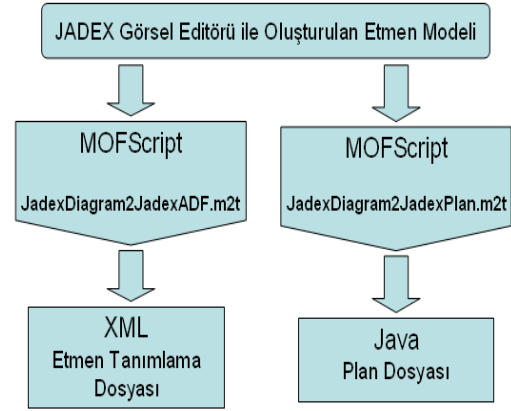 JADEX Görsel Editörü ile Oluşturulan Etmen Modeli
MOFScript
JadexDiagram2JadexADF.m2t
MOFScript
JadexDiagram2JadexPlan.m2t
XML
Etmen Tanımlama
Dosyası
Java
Plan Dosyası